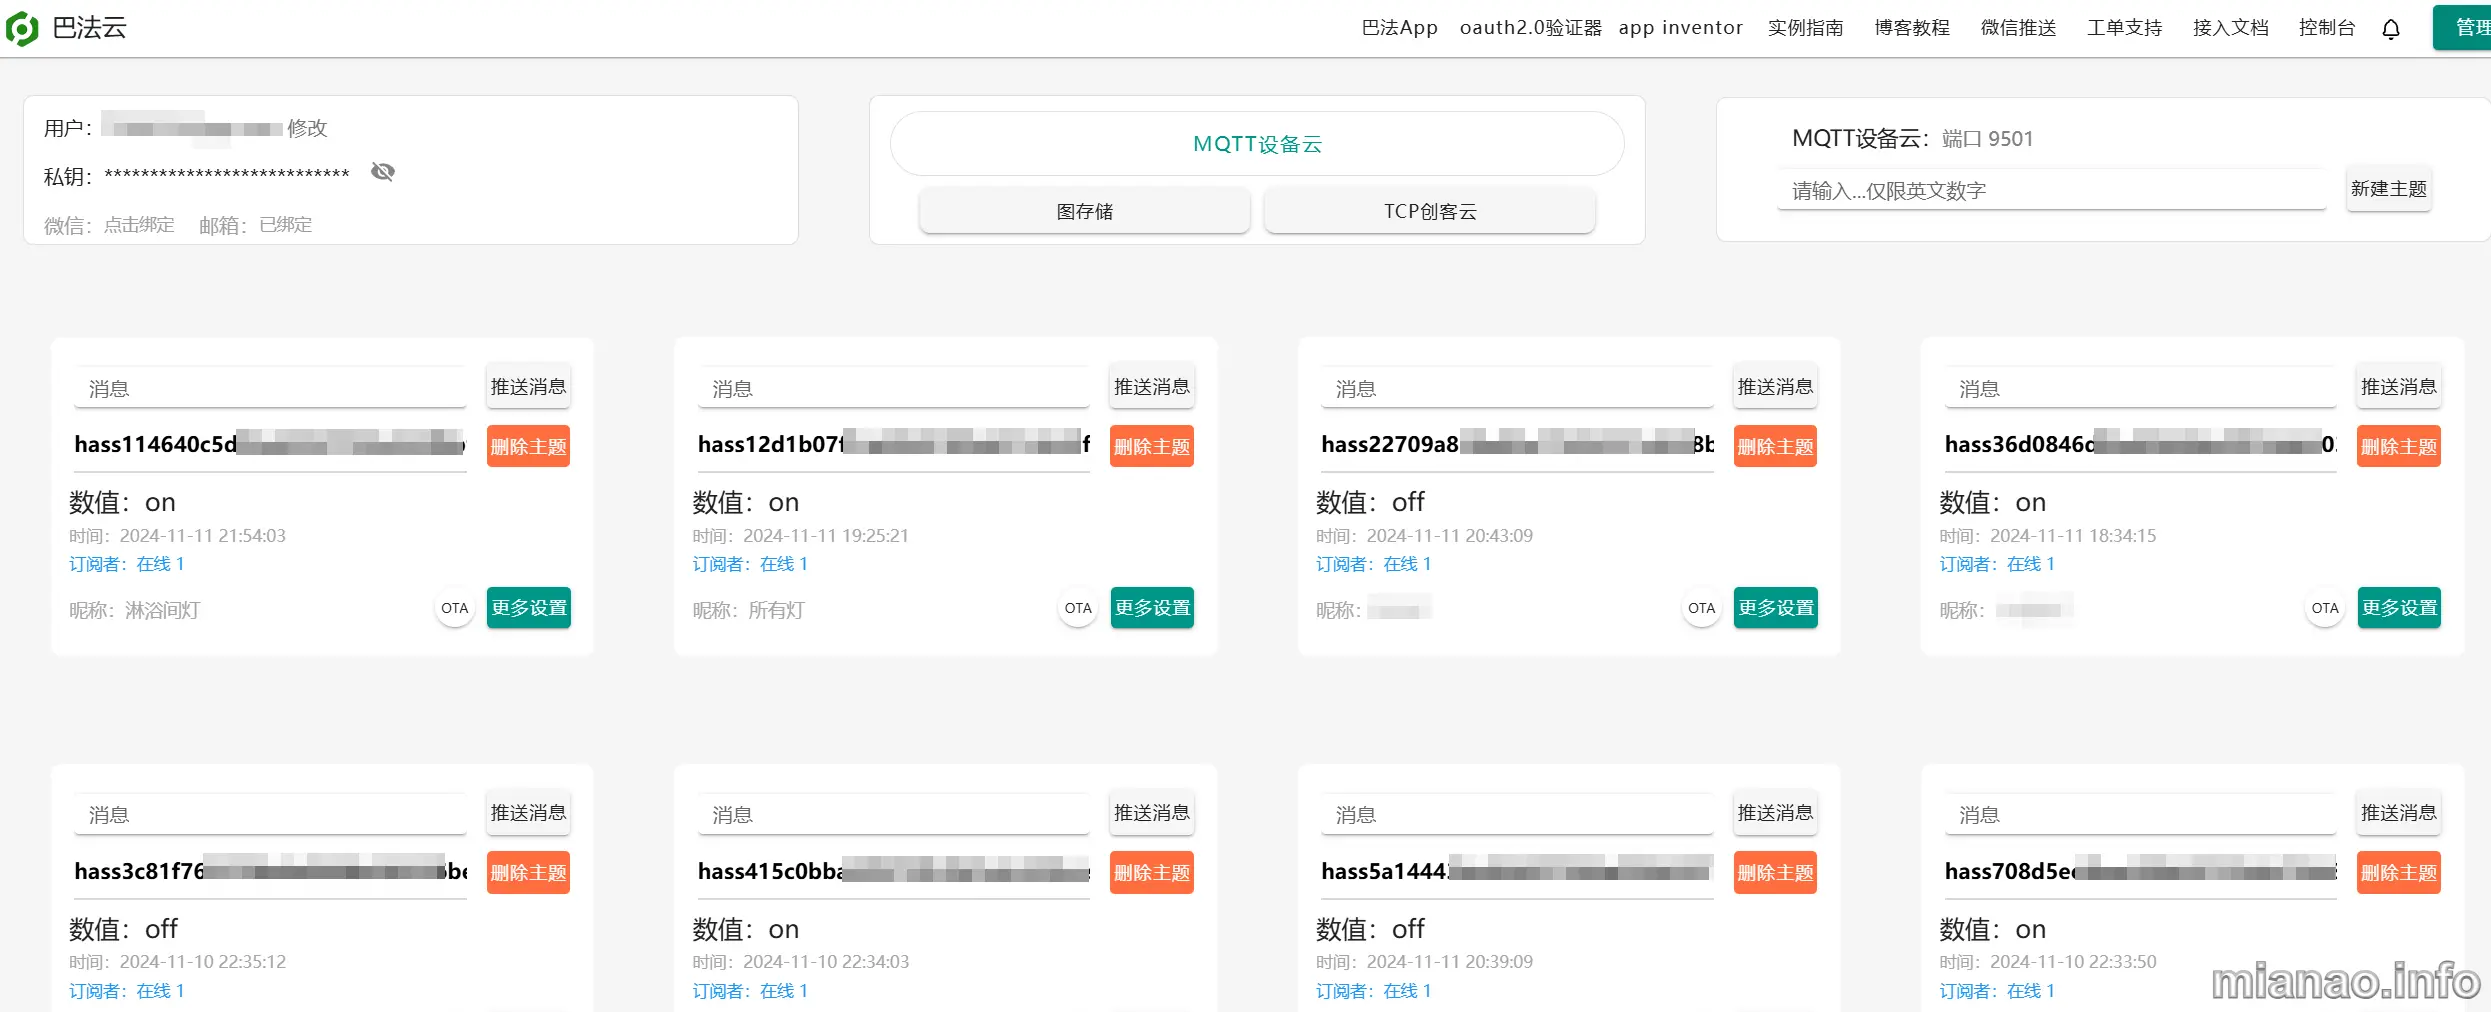 巴法云
巴法App oauth2.0验证器 app inventor 实例指南 博客教程 微信推送 工单支持 接入文档 控制台 管理
用户： 修改
私钥：***************************
微信：点击绑定 邮箱：已绑定
MQTT设备云
图存储 TCP创客云
MQTT设备云：端口 9501
请输入...仅限英文数字 新建主题
消息 推送消息 消息 推送消息 消息 推送消息 消息 推送消息
hass114640c5d 删除主题 hass12d1b07f f 删除主题 hass22709a8 8b 删除主题 hass36d0846d 删除主题
数值：on 数值：on 数值：off 数值：on
时间：2024-11-11 21:54:03 时间：2024-11-11 19:25:21 时间：2024-11-11 20:43:09 时间：2024-11-11 18:34:15
订阅者：在线 1 订阅者：在线 1 订阅者：在线 1 订阅者：在线 1
昵称：淋浴间灯 OTA 更多设置 昵称：所有灯 OTA 更多设置 昵称： OTA 更多设置 昵称： OTA 更多设置
消息 推送消息 消息 推送消息 消息 推送消息 消息 推送消息
hass3c81f76 删除主题 hass415c0bba 删除主题 hass5a1444 删除主题 hass708d5e 删除主题
数值：off 数值：on 数值：off 数值：on
时间：2024-11-10 22:35:12 时间：2024-11-10 22:34:03 时间：2024-11-11 20:39:09 时间：2024-11-10 22:33:50
订阅者：在线 1 订阅者：在线 1 订阅者：在线 1 订阅者：在线 1
mianao.info